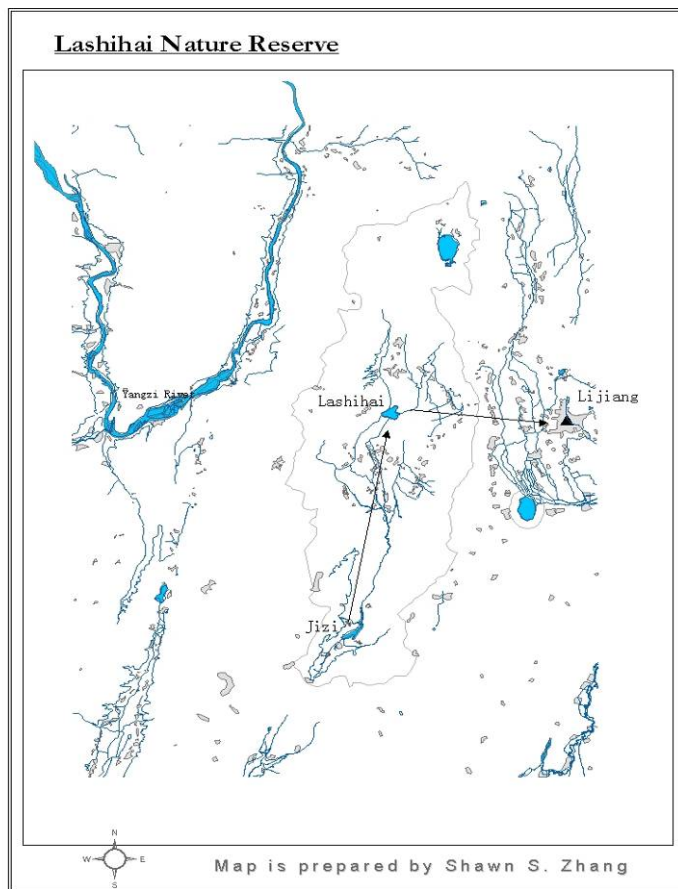 Lashihai Nature Reserve
Yangzi River
Lashihai
Lijiang
Jizi
N
W E
S
Map is prepared by Shawn S. Zhang